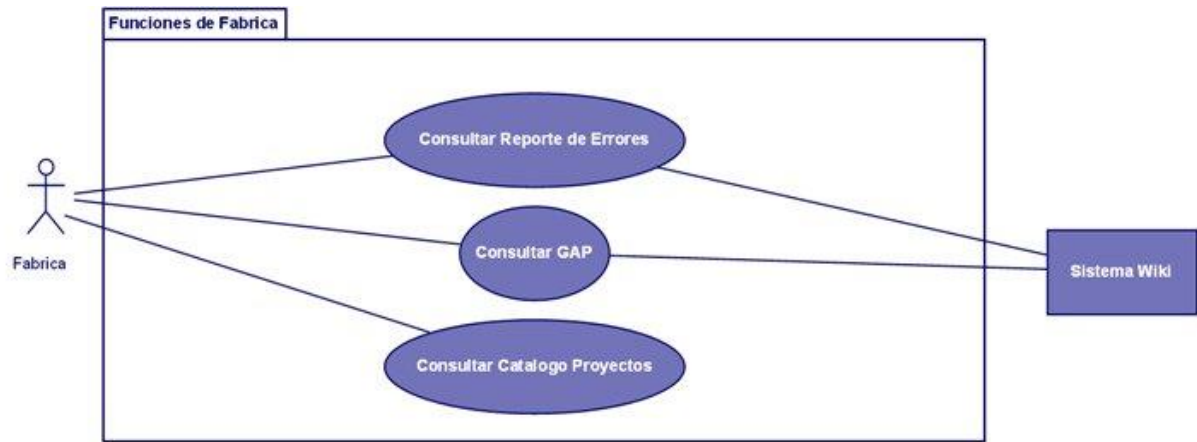 Funciones de Fabrica
Consultar Reporte de Errores
Fabrica
Consultar GAP
Sistema Wiki
Consultar Catalogo Proyectos